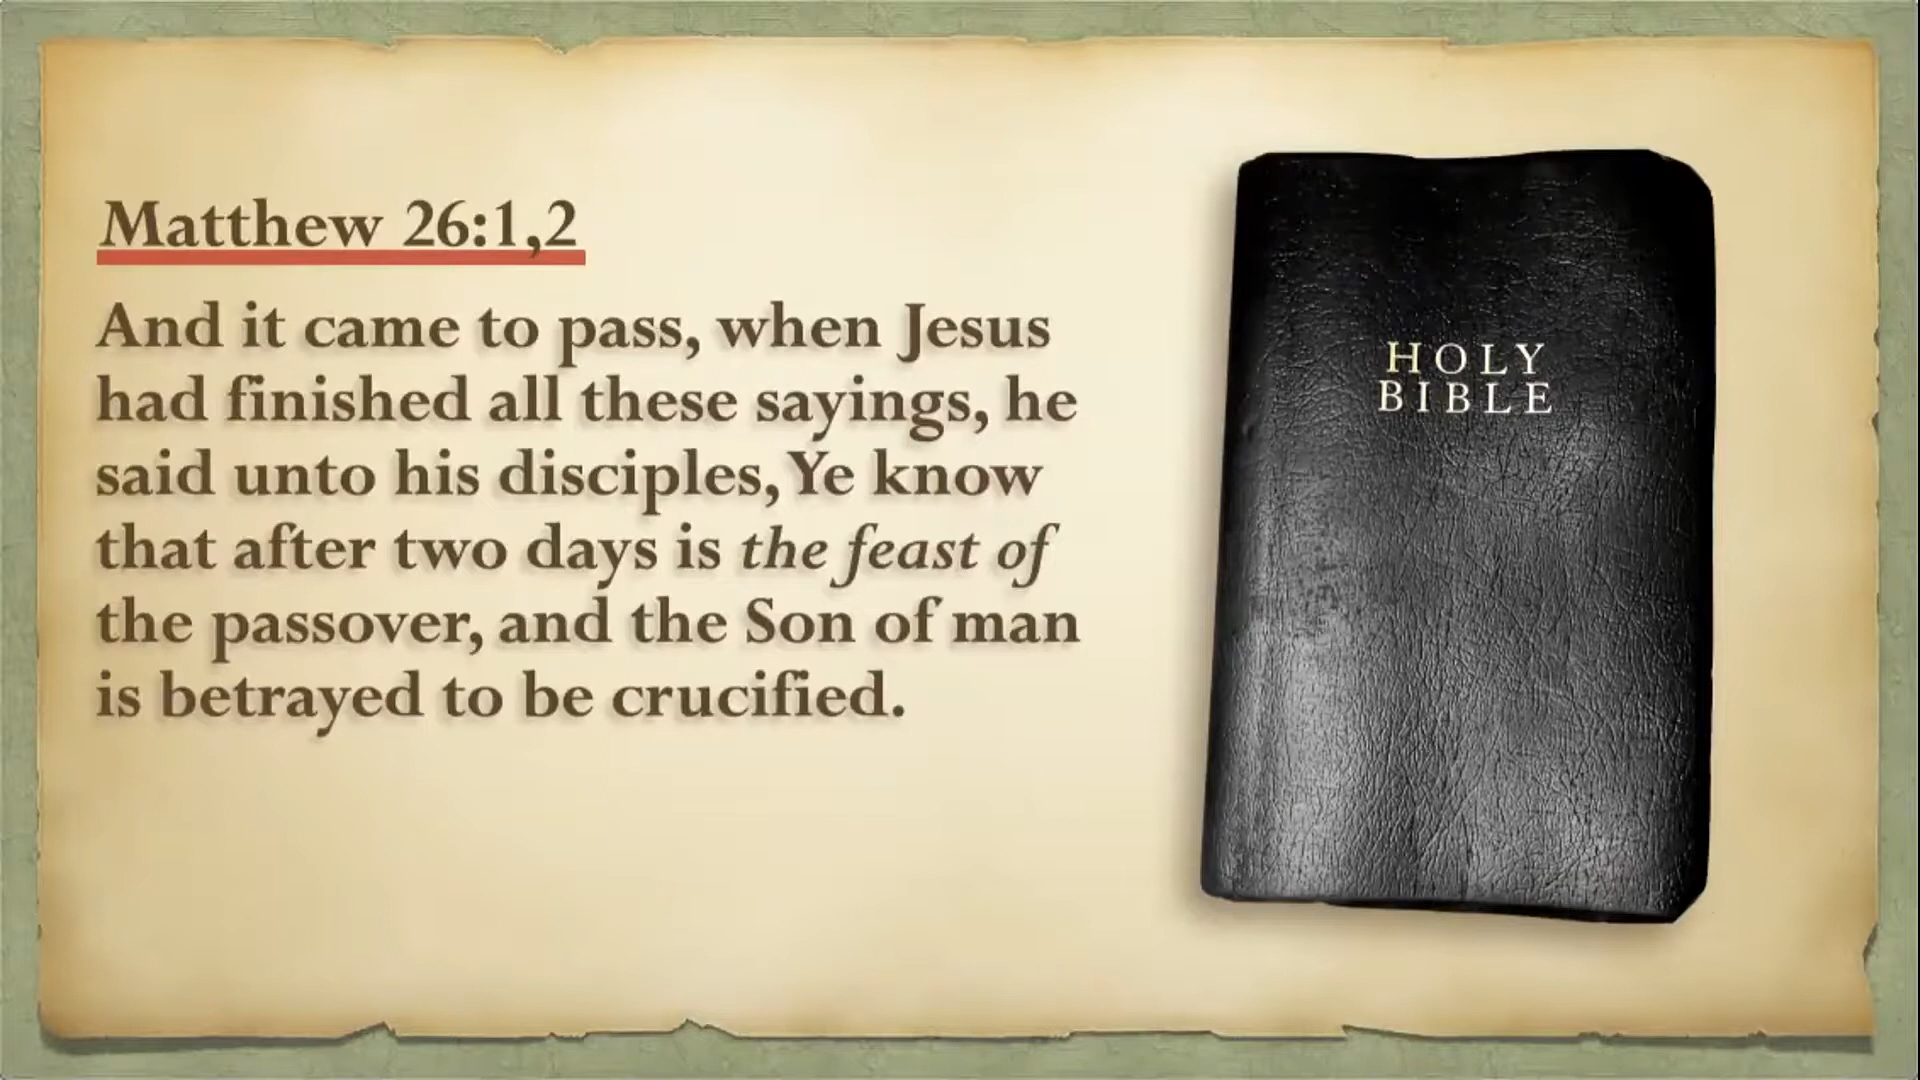 Matthew 26:1,2
And it came to pass, when Jesus
had finished all these sayings, he
said unto his disciples, Ye know
that after two days is the feast of
the passover, and the Son of man
is betrayed to be crucified.
HOLY
BIBLE